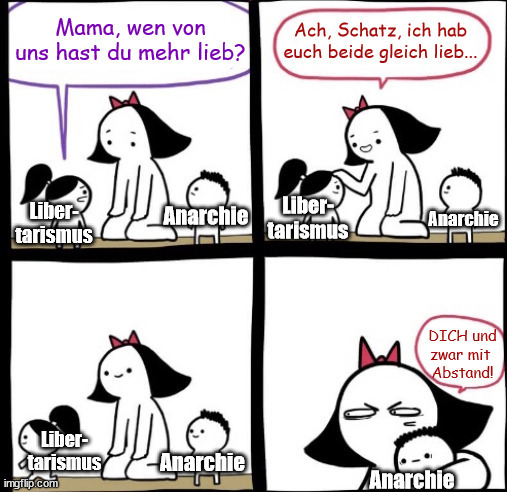 Mama, wen von
uns hast du mehr lieb?
Liber-
tarismus
Anarchie
Ach, Schatz, ich hab
euch beide gleich lieb...
Liber-
tarismus
Anarchie
Liber-
tarismus
Anarchie
DICH und
zwar mit
Abstand!
Anarchie
imgflip.com